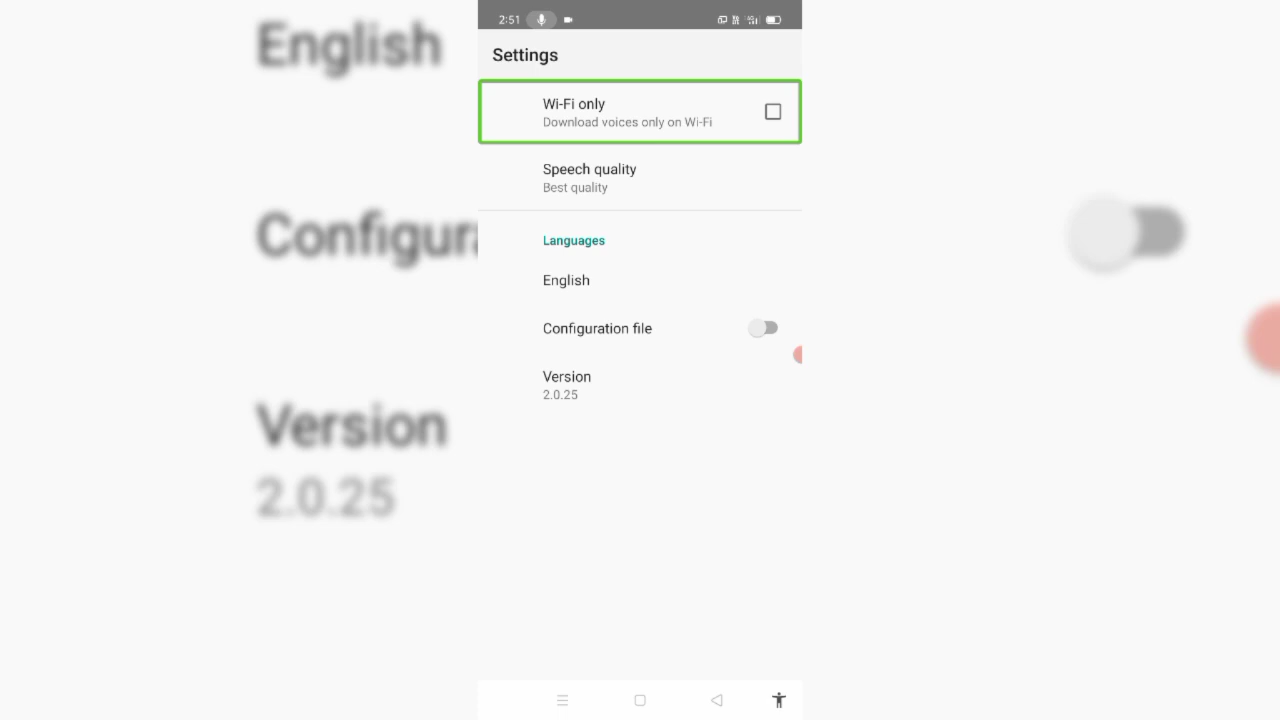 2:51
Settings
Wi-Fi only
Download voices only on Wi-Fi
Speech quality
Best quality
Languages
English
Configuration file
Version
2.0.25
English
Configura
Version
2.0.25